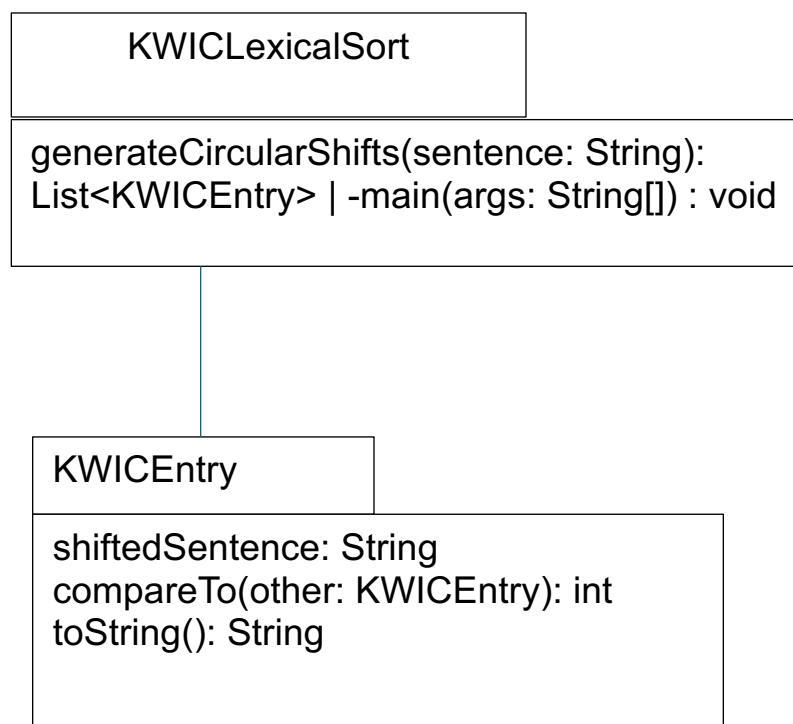 KWICLexicalSort
generateCircularShifts(sentence: String):
List<KWICEntry> | -main(args: String[]) : void
KWICEntry
shiftedSentence: String
compareTo(other: KWICEntry): int
toString(): String